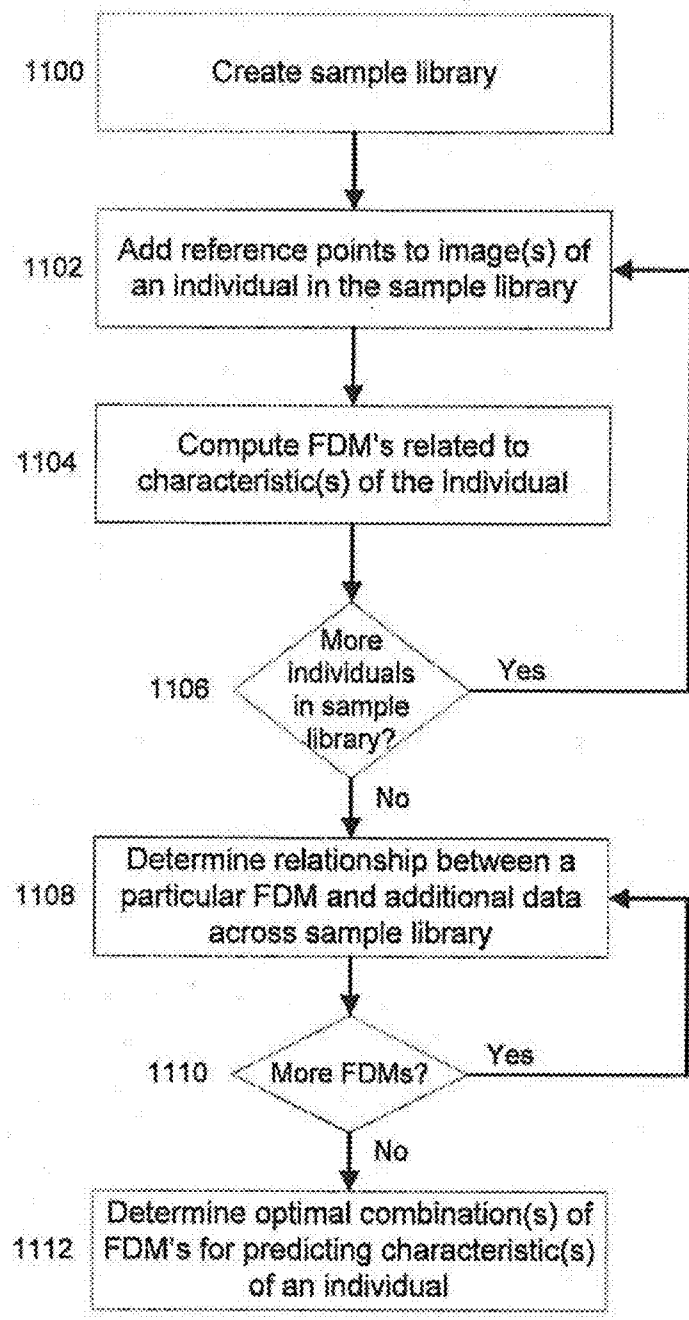 1100
Create sample library
1102
Add reference points to image(s) of
an individual in the sample library
1104
Compute FDM's related to
characteristic(s) of the individual
1106
More
individuals
in sample
library?
Yes
No
1108
Determine relationship between a
particular FDM and additional data
across sample library
1110
More FDMs?
Yes
No
1112
Determine optimal combination(s) of
FDM's for predicting characteristic(s)
of an individual